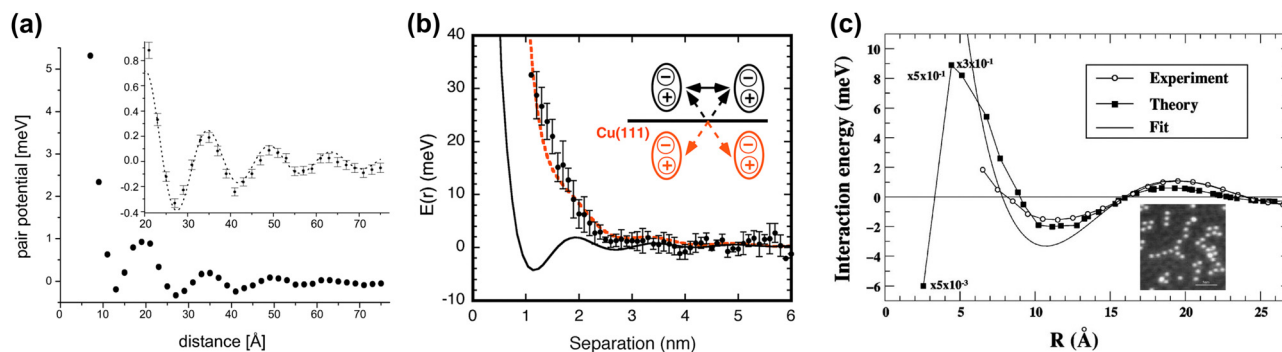 (a)
pair potential [meV]
5
4
3
2
1
0
0.8
0.6
0.4
0.2
0.0
-0.2
-0.4
20 30 40 50 60 70
0 10 20 30 40 50 60 70
distance [Å]
(b)
E(r) (meV)
40
30
20
10
0
-10
Cu(111)
− −
+ +
− −
+ +
0 1 2 3 4 5 6
Separation (nm)
(c)
Interaction energy (meV)
10
8
6
4
2
0
−2
−4
−6
x5x10⁻¹ x3x10⁻¹
x5x10⁻³
Experiment
Theory
Fit
0 5 10 15 20 25
R (Å)